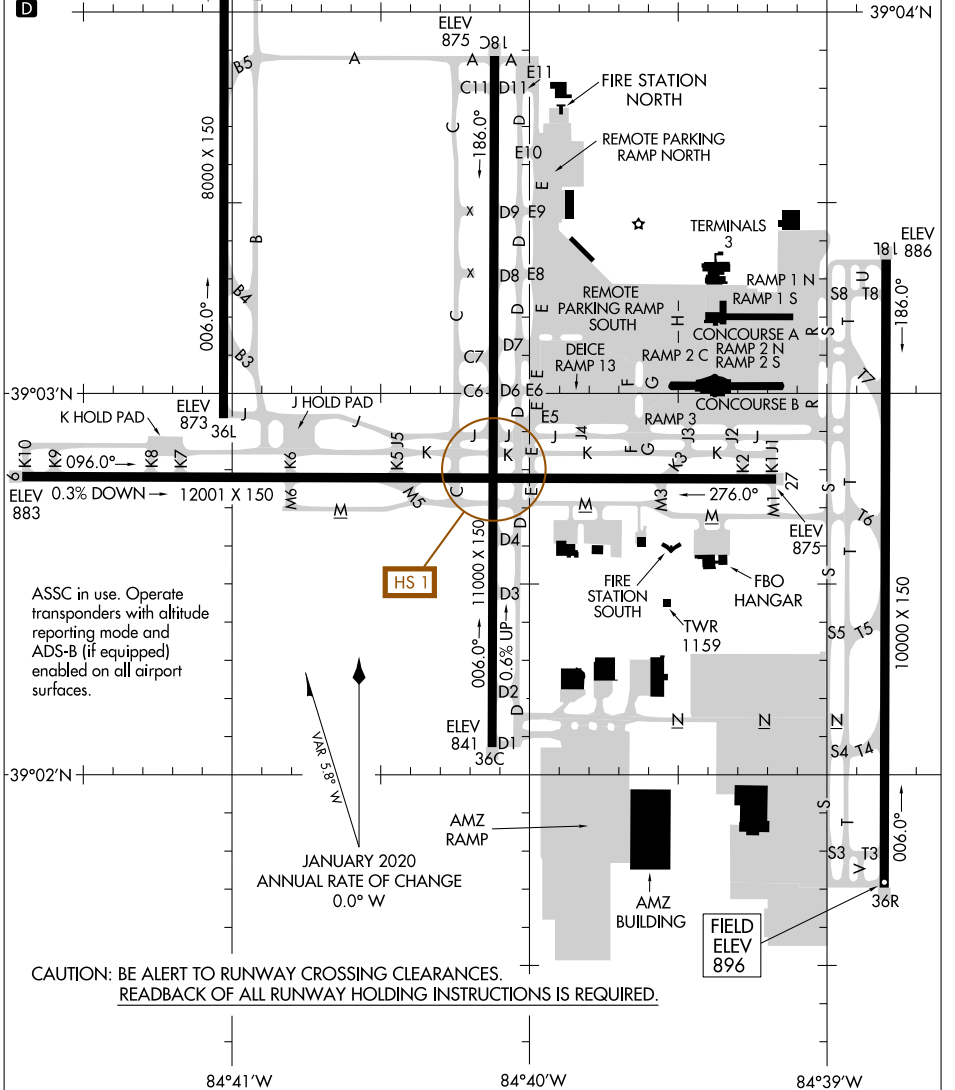 D
39°04'N
ELEV
875
18C
B5
A
A
A
E11
C11
D11
FIRE STATION
NORTH
8000 X 150
C
186.0°
D
E10
REMOTE PARKING
RAMP NORTH
E
X
D9
E9
TERMINALS
3
ELEV
886
18L
B
D
X
D8
E8
RAMP 1 N
U
B4
S8
T8
REMOTE
PARKING RAMP
SOUTH
RAMP 1 S
006.0°
C
D
E
H
CONCOURSE A
R
S
T
186.0°
B3
C7
D7
DEICE
RAMP 13
RAMP 2 C
RAMP 2 N
RAMP 2 S
T7
39°03'N
C6
D6
E6
E
F
G
CONCOURSE B
R
K HOLD PAD
ELEV
873
36L
J
J HOLD PAD
J
D
E
E5
RAMP 3
K10
K9
K8
K7
K6
K5
J5
K
J
J
J
J4
F
G
J3
J2
J
K
E
K
K3
K
K2
K1
J1
6
096.0°
27
ELEV
883
0.3% DOWN
12001 X 150
M6
M
M5
C
E
D
M
M3
276.0°
M
M1
S
T
T6
ELEV
875
D4
HS 1
11000 X 150
ASSC in use. Operate
transponders with altitude
reporting mode and
ADS-B (if equipped)
enabled on all airport
surfaces.
FIRE
STATION
SOUTH
FBO
HANGAR
S
T
D3
TWR
1159
S5
T5
10000 X 150
006.0°
0.6% UP
D2
D
N
N
N
ELEV
841
D1
36C
S4
T4
39°02'N
VAR 5.8° W
S
T
006.0°
AMZ
RAMP
JANUARY 2020
ANNUAL RATE OF CHANGE
0.0° W
S3
T3
V
36R
AMZ
BUILDING
FIELD
ELEV
896
CAUTION: BE ALERT TO RUNWAY CROSSING CLEARANCES.
READBACK OF ALL RUNWAY HOLDING INSTRUCTIONS IS REQUIRED.
84°41'W
84°40'W
84°39'W